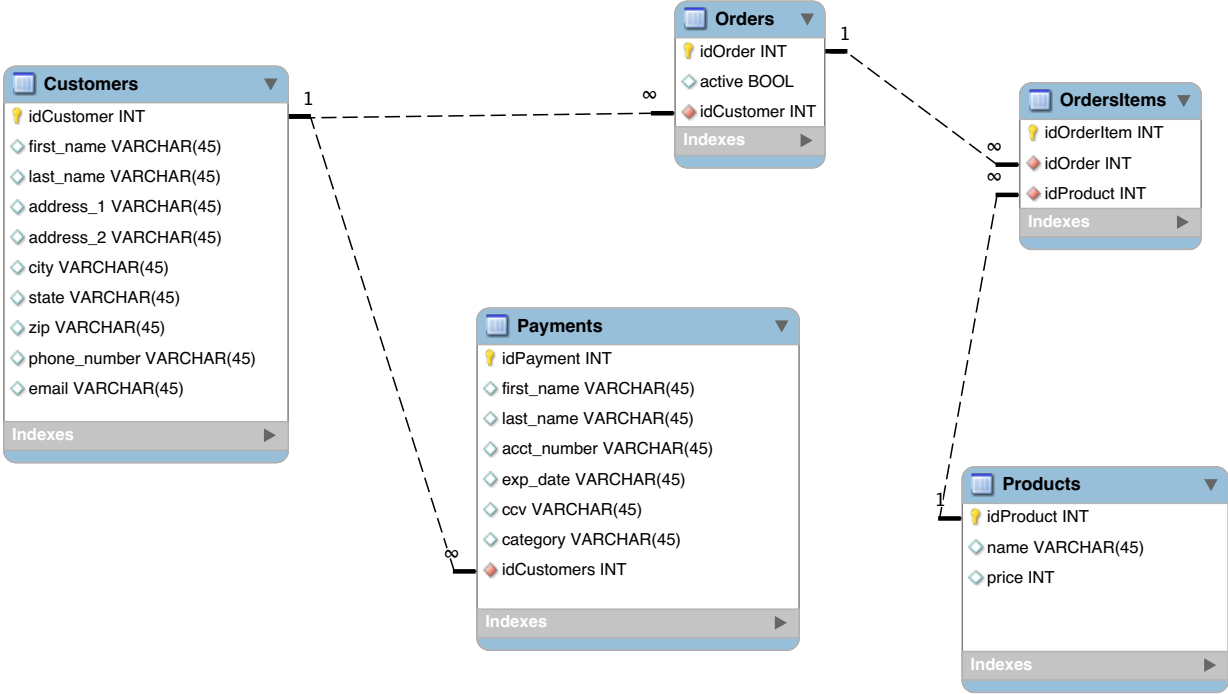 Customers
idCustomer INT
first_name VARCHAR(45)
last_name VARCHAR(45)
address_1 VARCHAR(45)
address_2 VARCHAR(45)
city VARCHAR(45)
state VARCHAR(45)
zip VARCHAR(45)
phone_number VARCHAR(45)
email VARCHAR(45)
Indexes
1
∞
Orders
idOrder INT
active BOOL
idCustomer INT
Indexes
1
∞
∞
OrdersItems
idOrderItem INT
idOrder INT
idProduct INT
Indexes
Payments
idPayment INT
first_name VARCHAR(45)
last_name VARCHAR(45)
acct_number VARCHAR(45)
exp_date VARCHAR(45)
ccv VARCHAR(45)
category VARCHAR(45)
idCustomers INT
Indexes
∞
1
Products
idProduct INT
name VARCHAR(45)
price INT
Indexes